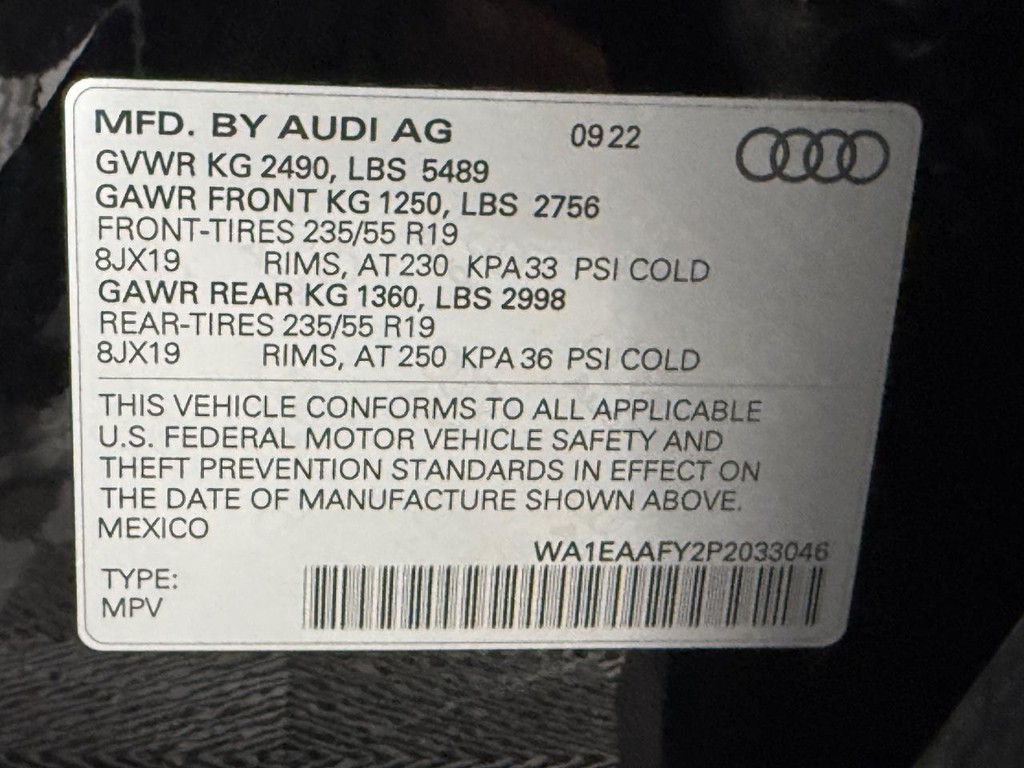 MFD. BY AUDI AG 0922
GVWR KG 2490, LBS 5489
GAWR FRONT KG 1250, LBS 2756
FRONT-TIRES 235/55 R19
8JX19 RIMS, AT 230 KPA 33 PSI COLD
GAWR REAR KG 1360, LBS 2998
REAR-TIRES 235/55 R19
8JX19 RIMS, AT 250 KPA 36 PSI COLD
THIS VEHICLE CONFORMS TO ALL APPLICABLE
U.S. FEDERAL MOTOR VEHICLE SAFETY AND
THEFT PREVENTION STANDARDS IN EFFECT ON
THE DATE OF MANUFACTURE SHOWN ABOVE.
MEXICO
WA1EAAFY2P2033046
TYPE:
MPV